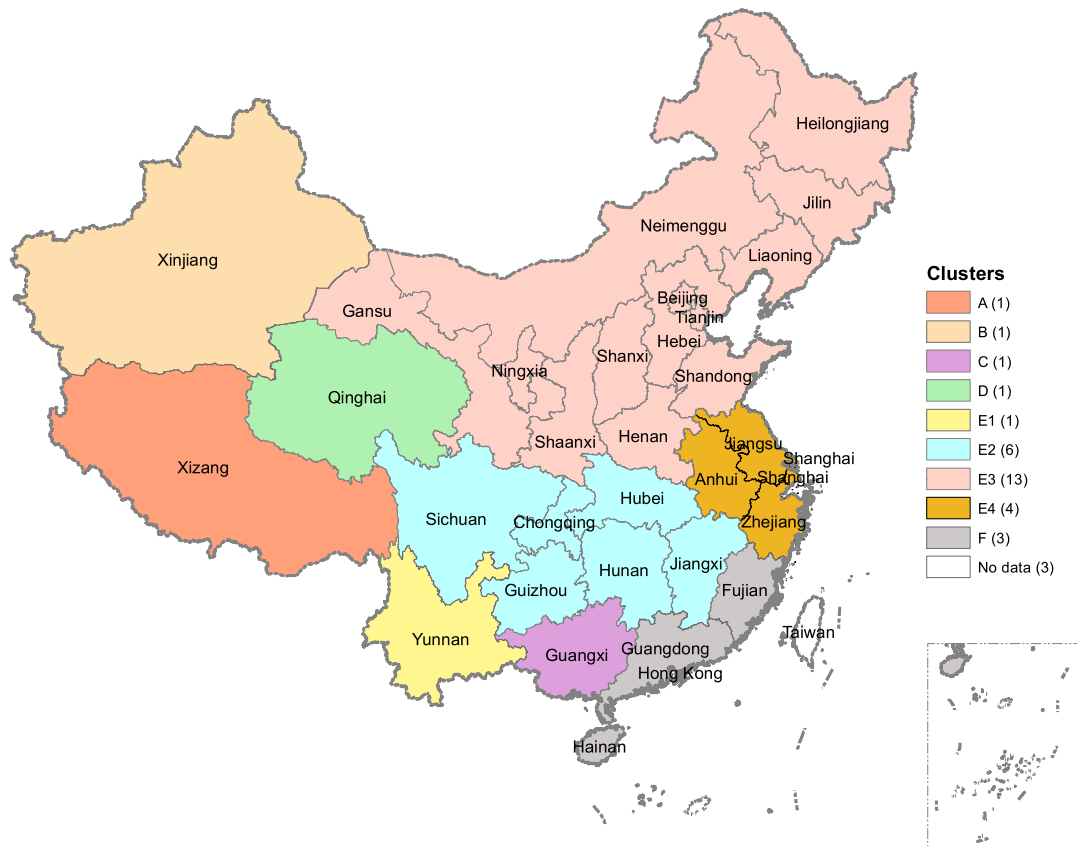 Heilongjiang
Jilin
Neimenggu
Liaoning
Xinjiang
Beijing
Gansu
Tianjin
Hebei
Shanxi
Ningxia
Shandong
Qinghai
Henan
Shaanxi
Jiangsu
Shanghai
Xizang
Anhui
Shanghai
Hubei
Sichuan
Chongqing
Zhejiang
Jiangxi
Hunan
Guizhou
Fujian
Taiwan
Yunnan
Guangdong
Guangxi
Hong Kong
Hainan
Clusters
A (1)
B (1)
C (1)
D (1)
E1 (1)
E2 (6)
E3 (13)
E4 (4)
F (3)
No data (3)